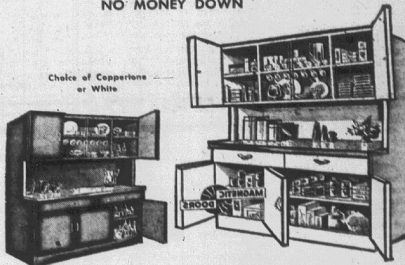 NO MONEY DOWN
Choice of Coppertone
or White
MAGNETIC
DOORS